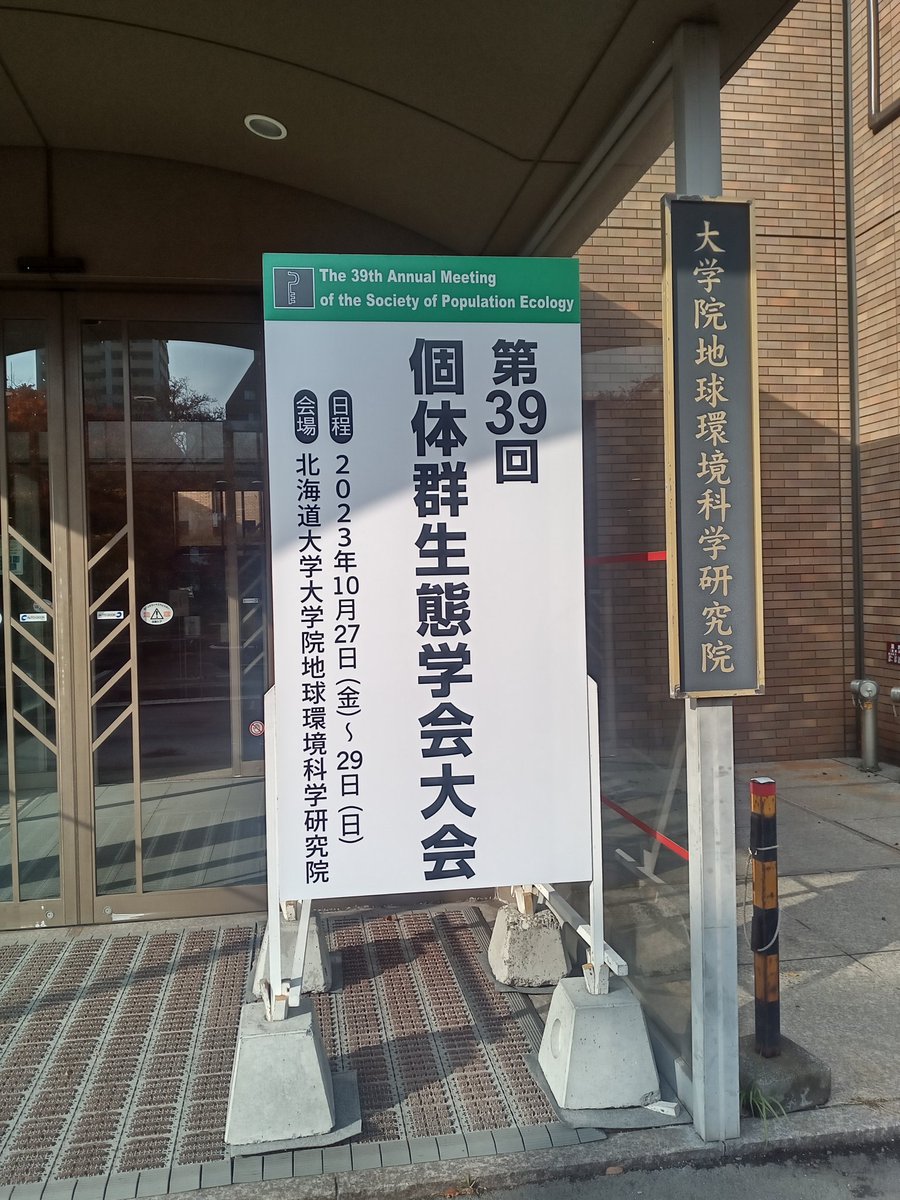 The 39th Annual Meeting
of the Society of Population Ecology
第39回
個体群生態学会大会
日程 2023年10月27日(金)～29日(日)
会場 北海道大学大学院地球環境科学研究院
大学院地球環境科学研究院